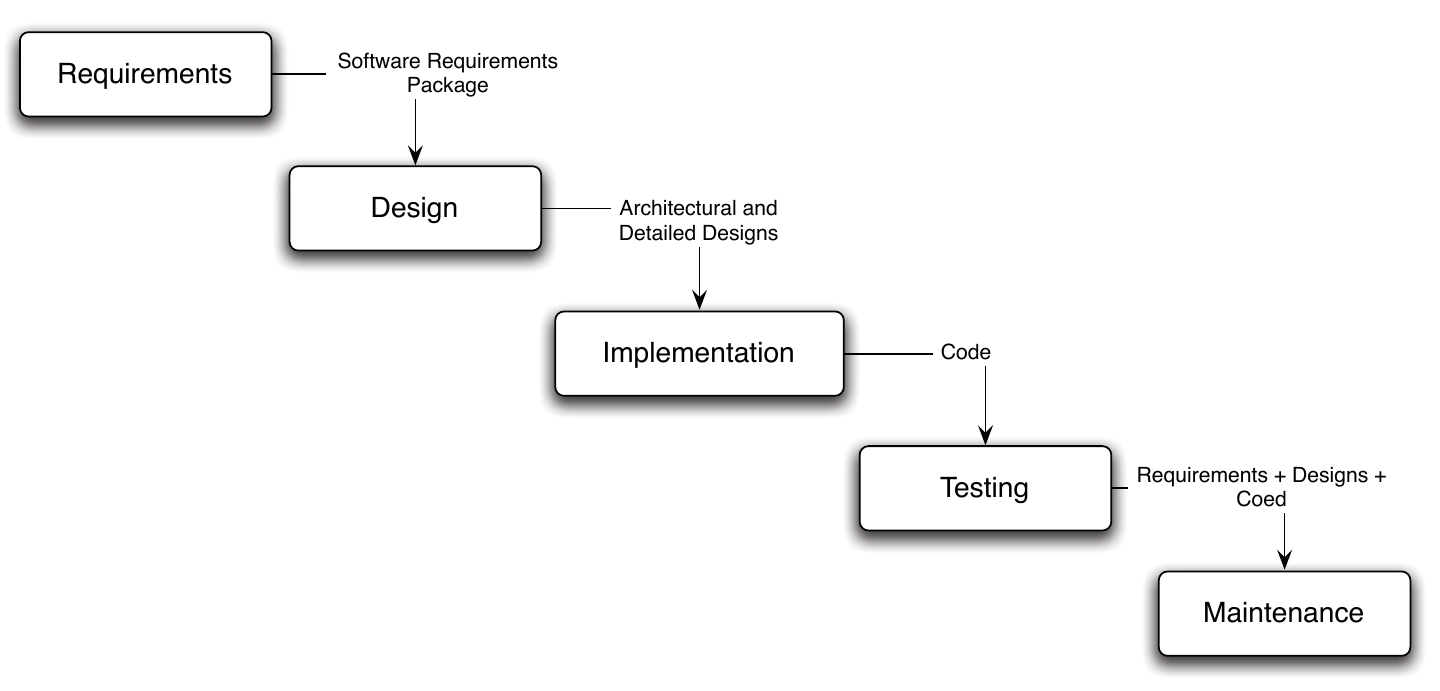 Requirements
Software Requirements
Package
Design
Architectural and
Detailed Designs
Implementation
Code
Testing
Requirements + Designs +
Coed
Maintenance